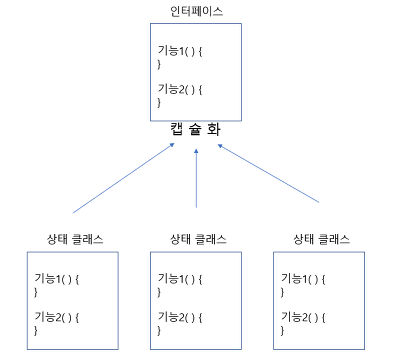 인터페이스
기능1( ) {
}
기능2( ) {
}
캡 슐 화
상태 클래스
기능1( ) {
}
기능2( ) {
}
상태 클래스
기능1( ) {
}
기능2( ) {
}
상태 클래스
기능1( ) {
}
기능2( ) {
}